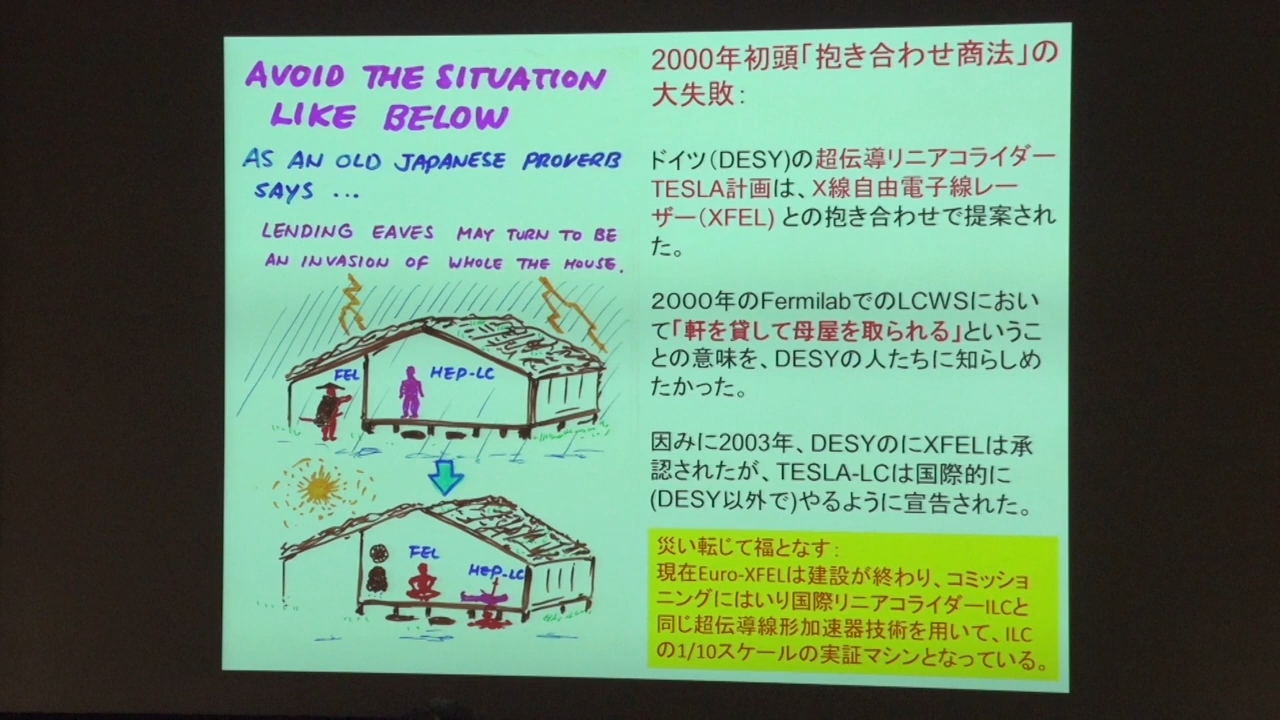 AVOID THE SITUATION
LIKE BELOW
AS AN OLD JAPANESE PROVERB
SAYS ...
LENDING EAVES MAY TURN TO BE
AN INVASION OF WHOLE THE HOUSE.
FEL
HEP-LC
FEL
HEP-LC
2000年初頭「抱き合わせ商法」の
大失敗：
ドイツ（DESY)の超伝導リニアコライダー
TESLA計画は、X線自由電子線レー
ザー（XFEL) との抱き合わせで提案され
た。
2000年のFermilabでのLCWSにおい
て「軒を貸して母屋を取られる」というこ
との意味を、DESYの人たちに知らしめ
たかった。
因みに2003年、DESYのにXFELは承
認されたが、TESLA-LCは国際的に
(DESY以外で)やるように宣告された。
災い転じて福となす：
現在Euro-XFELは建設が終わり、コミッショ
ニングにはいり国際リニアコライダーILCと
同じ超伝導線形加速器技術を用いて、ILC
の1/10スケールの実証マシンとなっている。